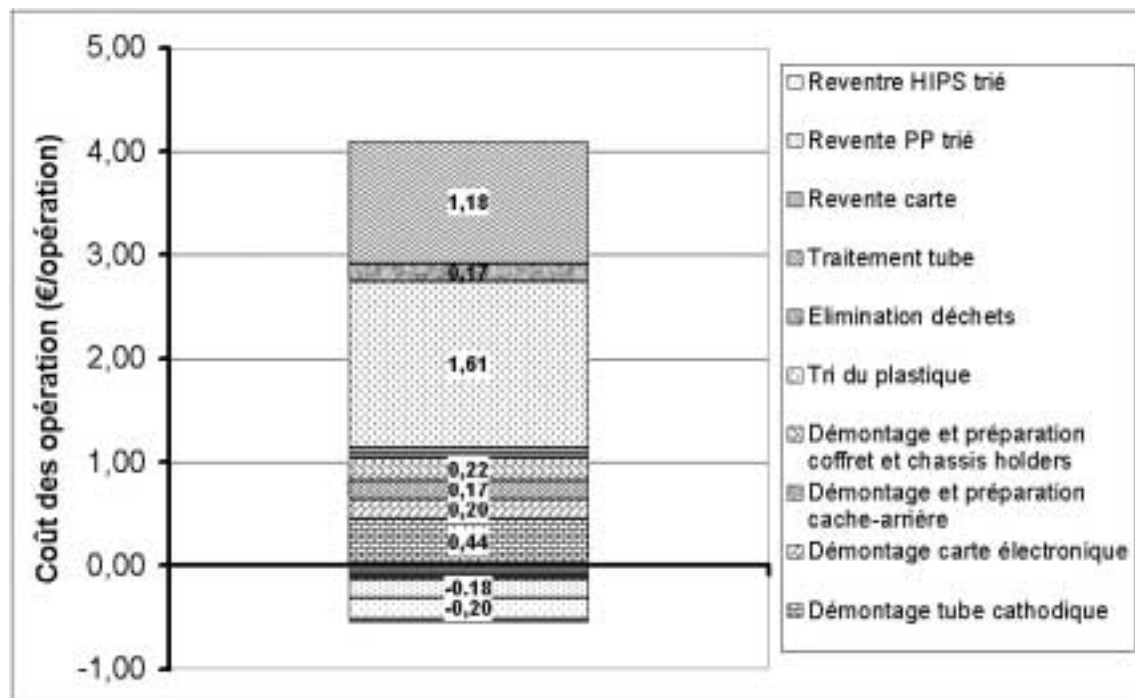 5,00
4,00
3,00
2,00
1,00
0,00
-1,00
Coût des opération (€/opération)
1,18
0,17
1,61
0,22
0,17
0,20
0,44
-0.18
-0,20
Reventre HIPS trié
Revente PP trié
Revente carte
Traitement tube
Elimination déchets
Tri du plastique
Démontage et préparation
coffret et chassis holders
Démontage et préparation
cache-arrière
Démontage carte électronique
Démontage tube cathodique